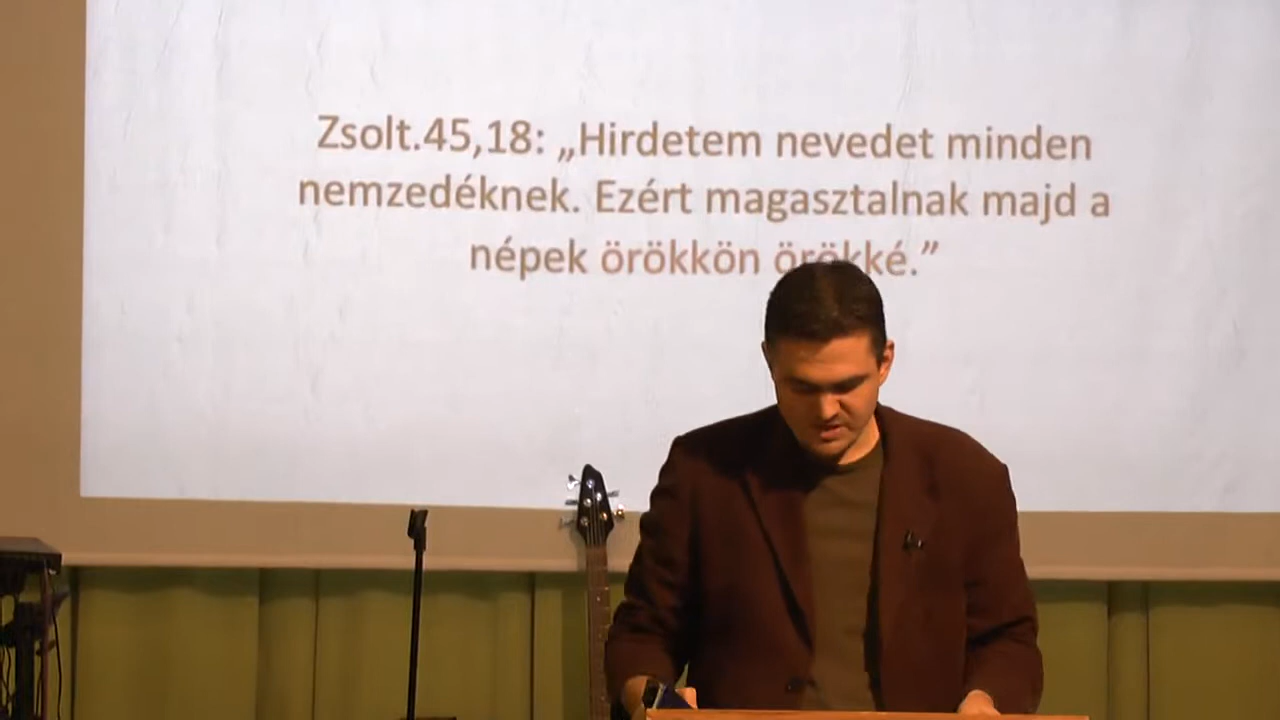 Zsolt.45,18: „Hirdetem nevedet minden
nemzedéknek. Ezért magasztalnak majd a
népek örökkön örökké.”